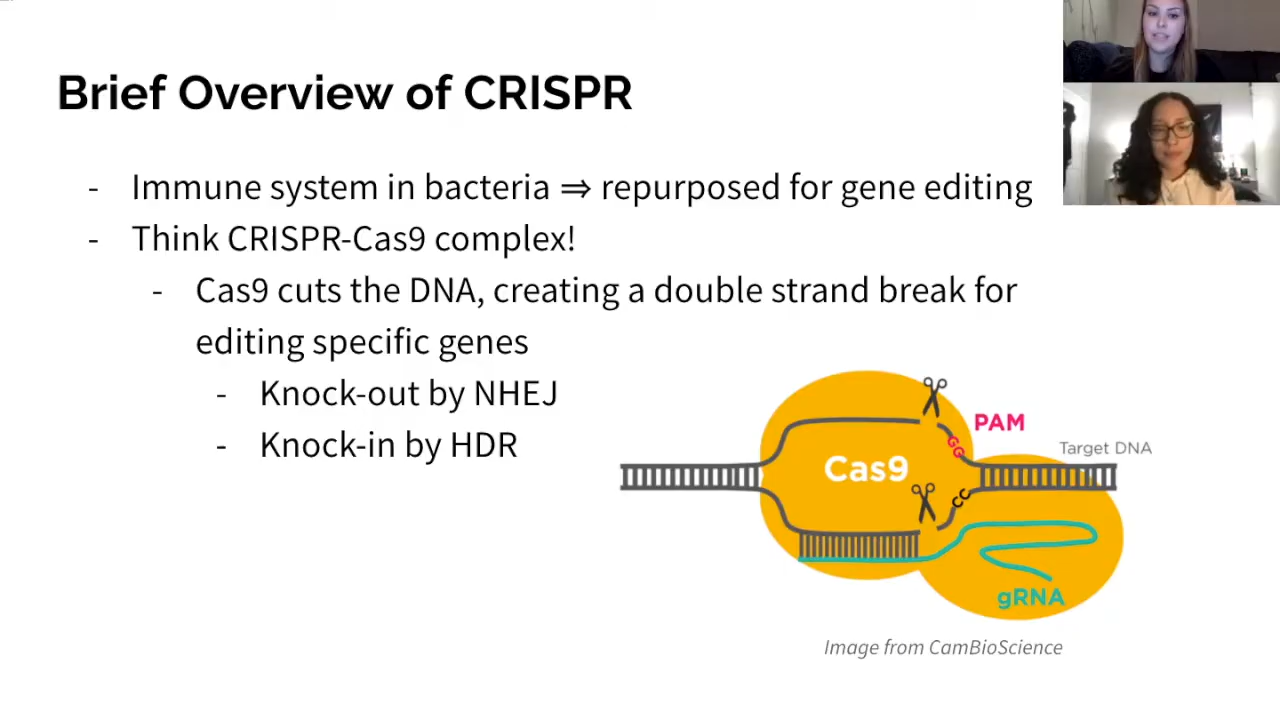 Brief Overview of CRISPR
- Immune system in bacteria ⇒ repurposed for gene editing
- Think CRISPR-Cas9 complex!
- Cas9 cuts the DNA, creating a double strand break for
editing specific genes
- Knock-out by NHEJ
- Knock-in by HDR
PAM
GG
Target DNA
Cas9
CC
gRNA
Image from CamBioScience